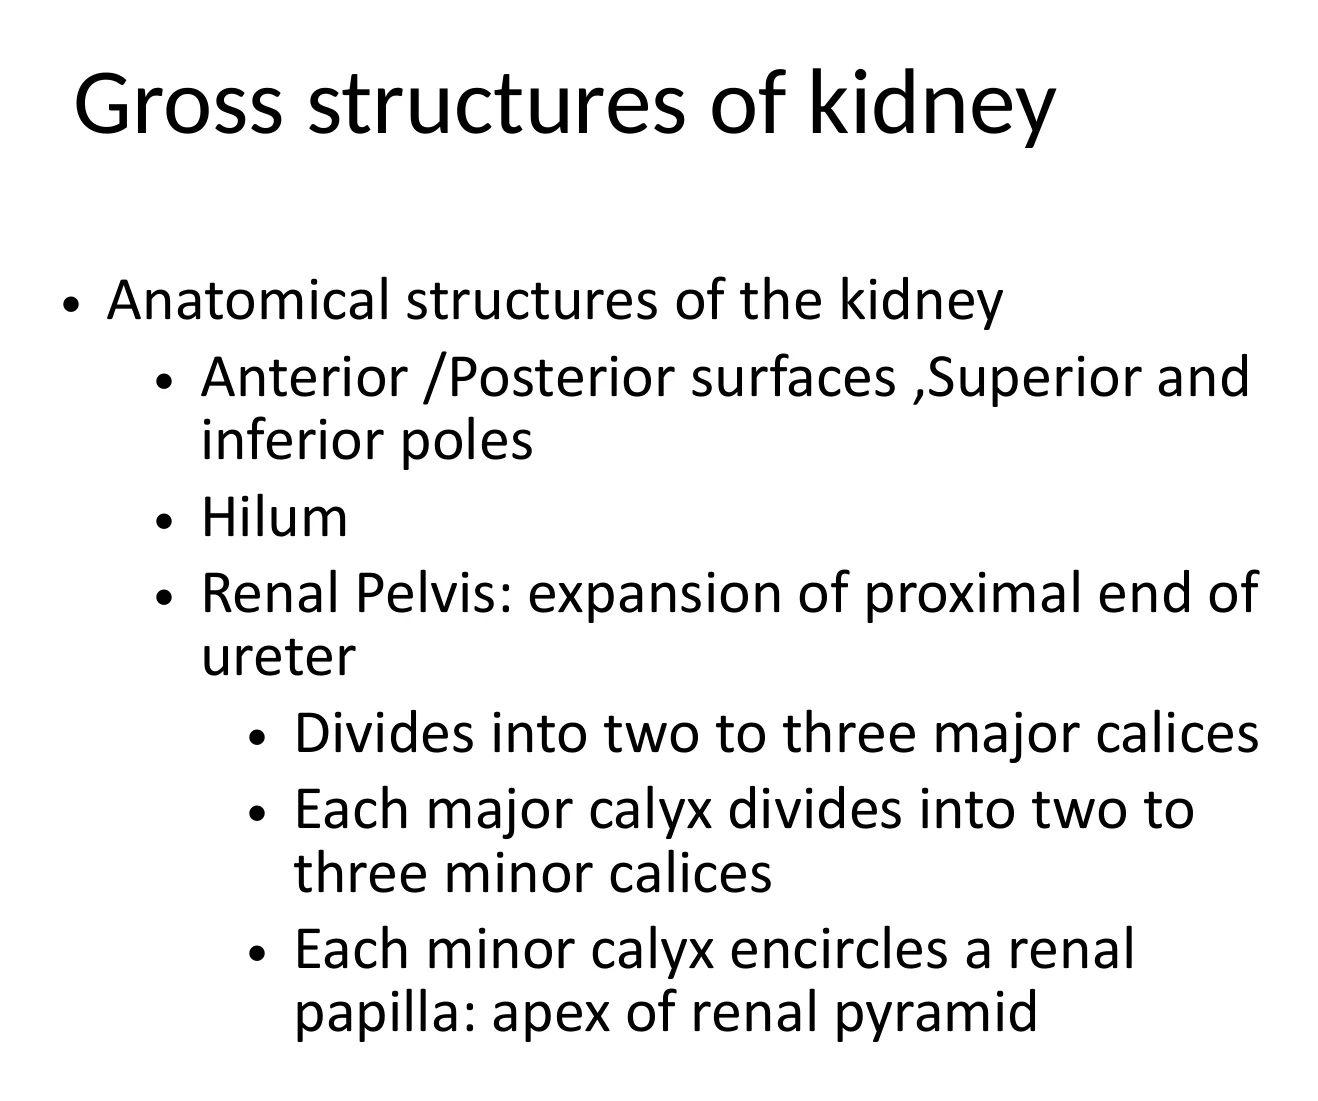 Gross structures of kidney
• Anatomical structures of the kidney
• Anterior /Posterior surfaces ,Superior and
inferior poles
• Hilum
• Renal Pelvis: expansion of proximal end of
ureter
• Divides into two to three major calices
• Each major calyx divides into two to
three minor calices
• Each minor calyx encircles a renal
papilla: apex of renal pyramid